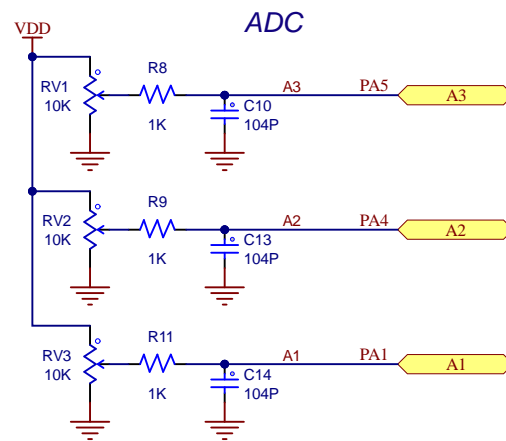 ADC
VDD
RV1
10K
R8
1K
C10
104P
A3
PA5
A3
RV2
10K
R9
1K
C13
104P
A2
PA4
A2
RV3
10K
R11
1K
C14
104P
A1
PA1
A1